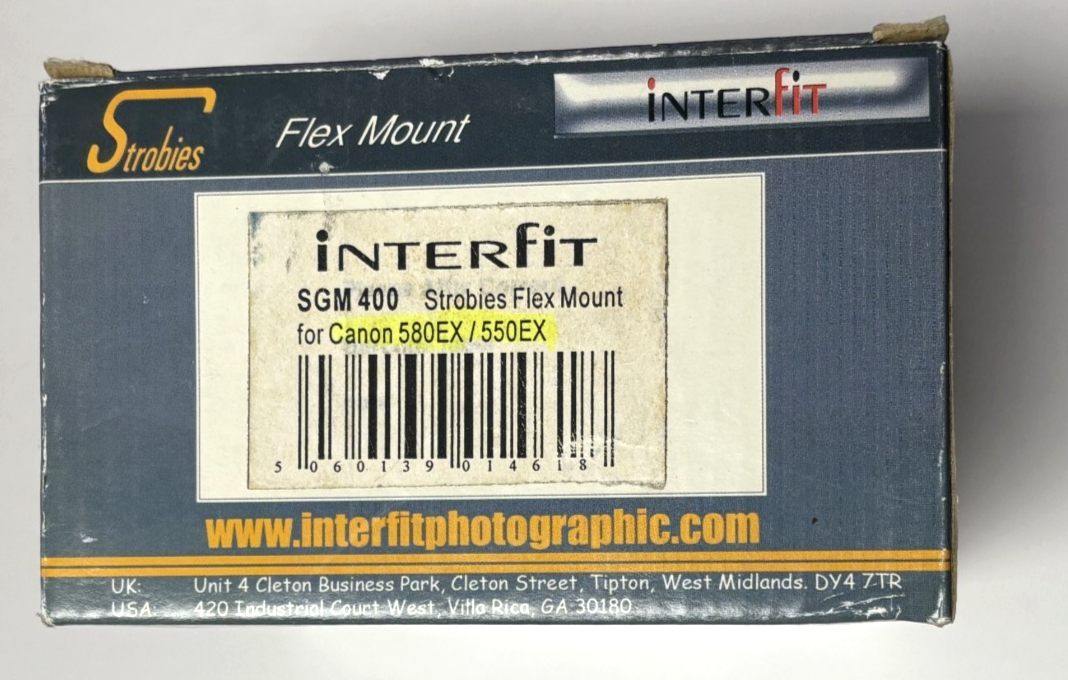 Strobies Flex Mount iNTERfiT
iNTERfiT
SGM 400 Strobies Flex Mount
for Canon 580EX / 550EX
5 060139 014618
www.interfitphotographic.com
UK: Unit 4 Cleton Business Park, Cleton Street, Tipton, West Midlands. DY4 7TR
USA: 420 Industrial Court West, Villa Rica, GA 30180